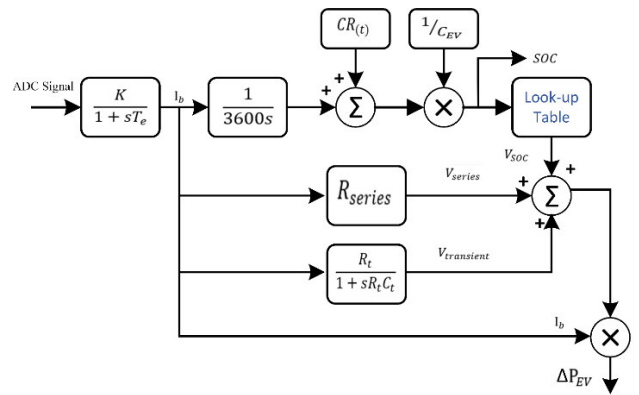 CR(t)
1/C_EV
SOC
ADC Signal
K
1 + sT_e
I_b
1
3600s
+
+
Σ
×
Look-up
Table
V_SOC
+
+
Σ
+
R_series
V_series
R_t
1 + sR_tC_t
V_transient
I_b
×
ΔP_EV